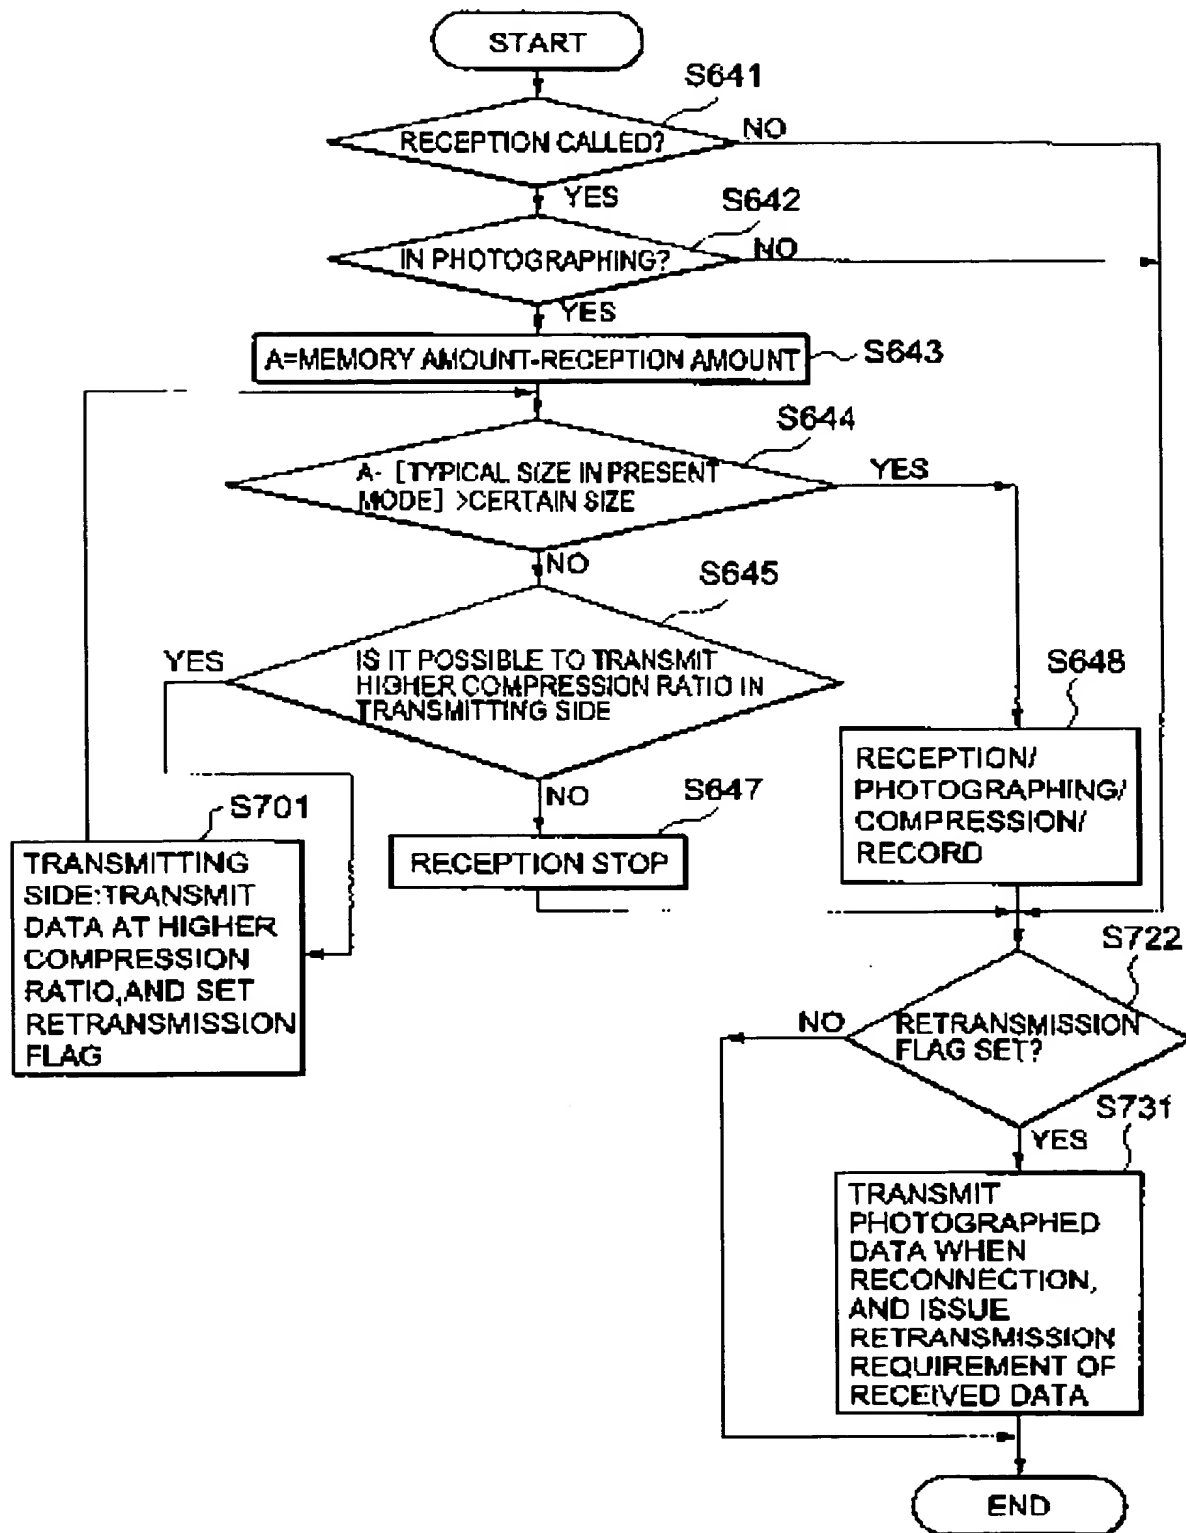 START
S641
RECEPTION CALLED?
NO
YES
S642
IN PHOTOGRAPHING?
NO
YES
A=MEMORY AMOUNT-RECEPTION AMOUNT
S643
S644
A- [TYPICAL SIZE IN PRESENT
MODE] >CERTAIN SIZE
YES
NO
S645
YES
IS IT POSSIBLE TO TRANSMIT
HIGHER COMPRESSION RATIO IN
TRANSMITTING SIDE
S648
RECEPTION/
PHOTOGRAPHING/
COMPRESSION/
RECORD
NO
S647
RECEPTION STOP
S701
TRANSMITTING
SIDE:TRANSMIT
DATA AT HIGHER
COMPRESSION
RATIO,AND SET
RETRANSMISSION
FLAG
S722
NO
RETRANSMISSION
FLAG SET?
YES
S731
TRANSMIT
PHOTOGRAPHED
DATA WHEN
RECONNECTION,
AND ISSUE
RETRANSMISSION
REQUIREMENT OF
RECEIVED DATA
END